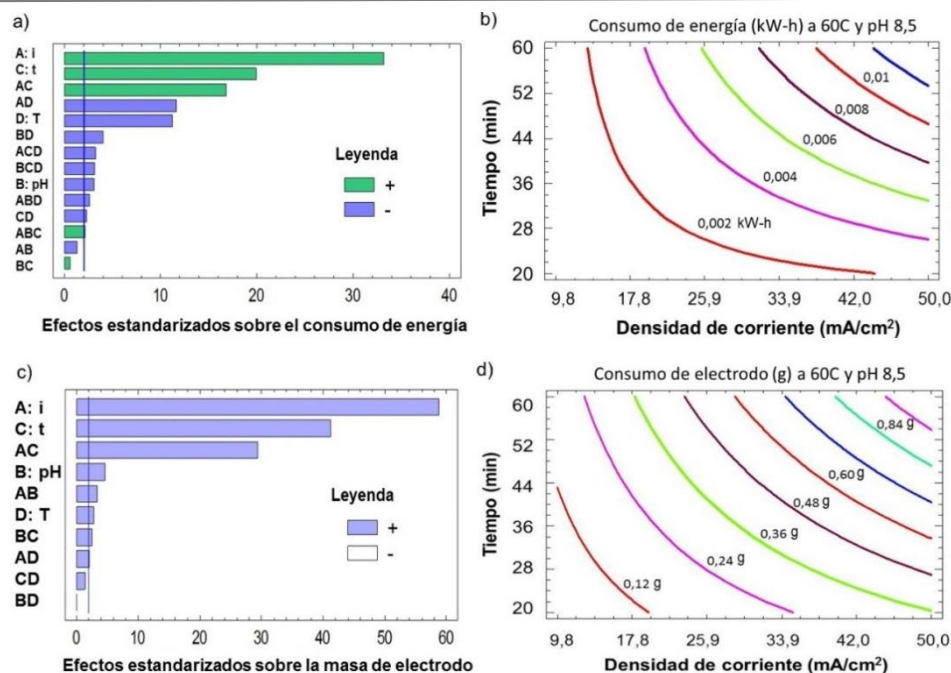 a)
A: i
C: t
AC
AD
D: T
BD
ACD
BCD
B: pH
ABD
CD
ABC
AB
BC
Leyenda
+
-
0 10 20 30 40
Efectos estandarizados sobre el consumo de energía
b)
Consumo de energía (kW-h) a 60C y pH 8,5
Tiempo (min)
60
52
44
36
28
20
0,01
0,008
0,006
0,004
0,002 kW-h
9,8 17,8 25,9 33,9 42,0 50,0
Densidad de corriente (mA/cm²)
c)
A: i
C: t
AC
B: pH
AB
D: T
BC
AD
CD
BD
Leyenda
+
-
0 10 20 30 40 50 60
Efectos estandarizados sobre la masa de electrodo
d)
Consumo de electrodo (g) a 60C y pH 8,5
Tiempo (min)
60
52
44
36
28
20
0,84 g
0,60 g
0,48 g
0,36 g
0,24 g
0,12 g
9,8 17,8 25,9 33,9 42,0 50,0
Densidad de corriente (mA/cm²)